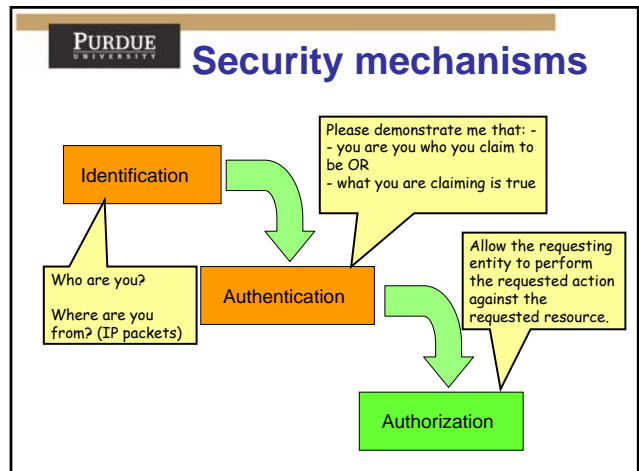 PURDUE
UNIVERSITY
Security mechanisms
Please demonstrate me that: -
- you are you who you claim to
be OR
- what you are claiming is true
Identification
Allow the requesting
entity to perform
the requested action
against the
requested resource.
Who are you?
Where are you
from? (IP packets)
Authentication
Authorization